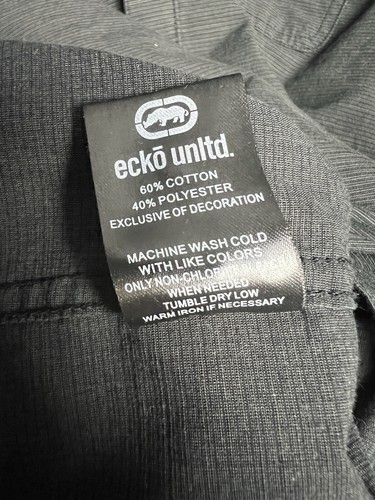 eckō unltd.
60% COTTON
40% POLYESTER
EXCLUSIVE OF DECORATION
MACHINE WASH COLD
WITH LIKE COLORS
ONLY NON-CHLORINE BLEACH
WHEN NEEDED
TUMBLE DRY LOW
WARM IRON IF NECESSARY